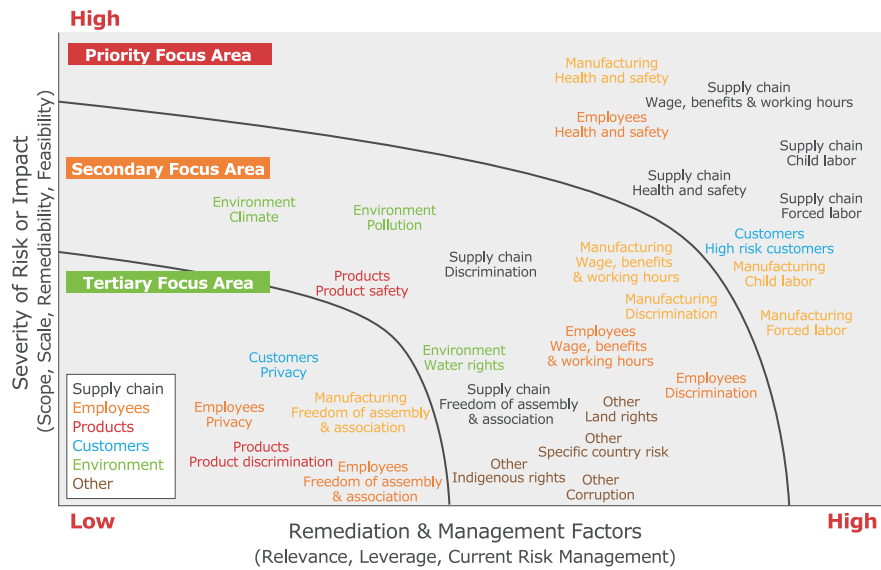 High
Priority Focus Area
Manufacturing
Health and safety
Supply chain
Wage, benefits & working hours
Employees
Health and safety
Supply chain
Child labor
Secondary Focus Area
Supply chain
Health and safety
Supply chain
Forced labor
Environment
Climate
Environment
Pollution
Customers
High risk customers
Supply chain
Discrimination
Manufacturing
Wage, benefits
& working hours
Manufacturing
Child labor
Tertiary Focus Area
Products
Product safety
Manufacturing
Discrimination
Manufacturing
Forced labor
Employees
Wage, benefits
& working hours
Environment
Water rights
Customers
Privacy
Employees
Discrimination
Supply chain
Freedom of assembly
& association
Manufacturing
Freedom of assembly
& association
Employees
Privacy
Other
Land rights
Products
Product discrimination
Other
Specific country risk
Employees
Freedom of assembly
& association
Other
Indigenous rights
Other
Corruption
Supply chain
Employees
Products
Customers
Environment
Other
Severity of Risk or Impact
(Scope, Scale, Remediability, Feasibility)
Low
High
Remediation & Management Factors
(Relevance, Leverage, Current Risk Management)